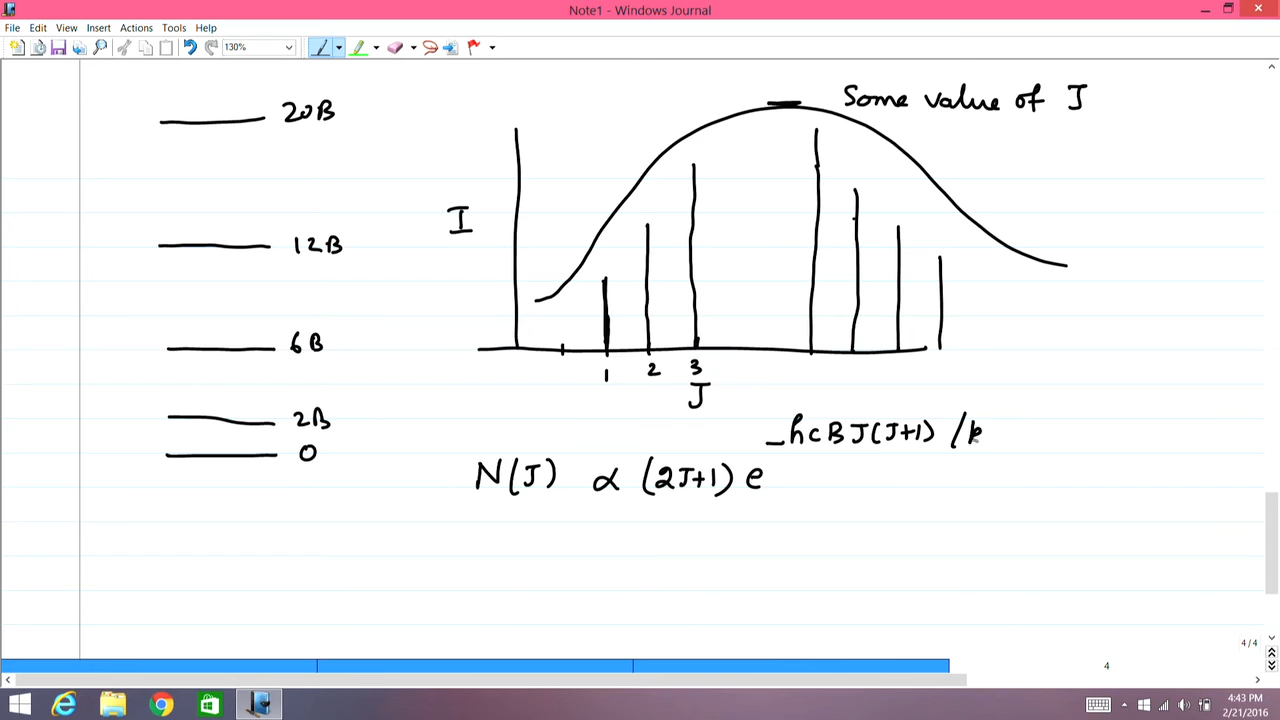 Note1 - Windows Journal
File Edit View Insert Actions Tools Help
130%
20B
12B
6B
2B
0
Some value of J
I
1 2 3
J
N(J) ∝ (2J+1) e
-hcBJ(J+1) /k
4/4
4
4:43 PM
2/21/2016